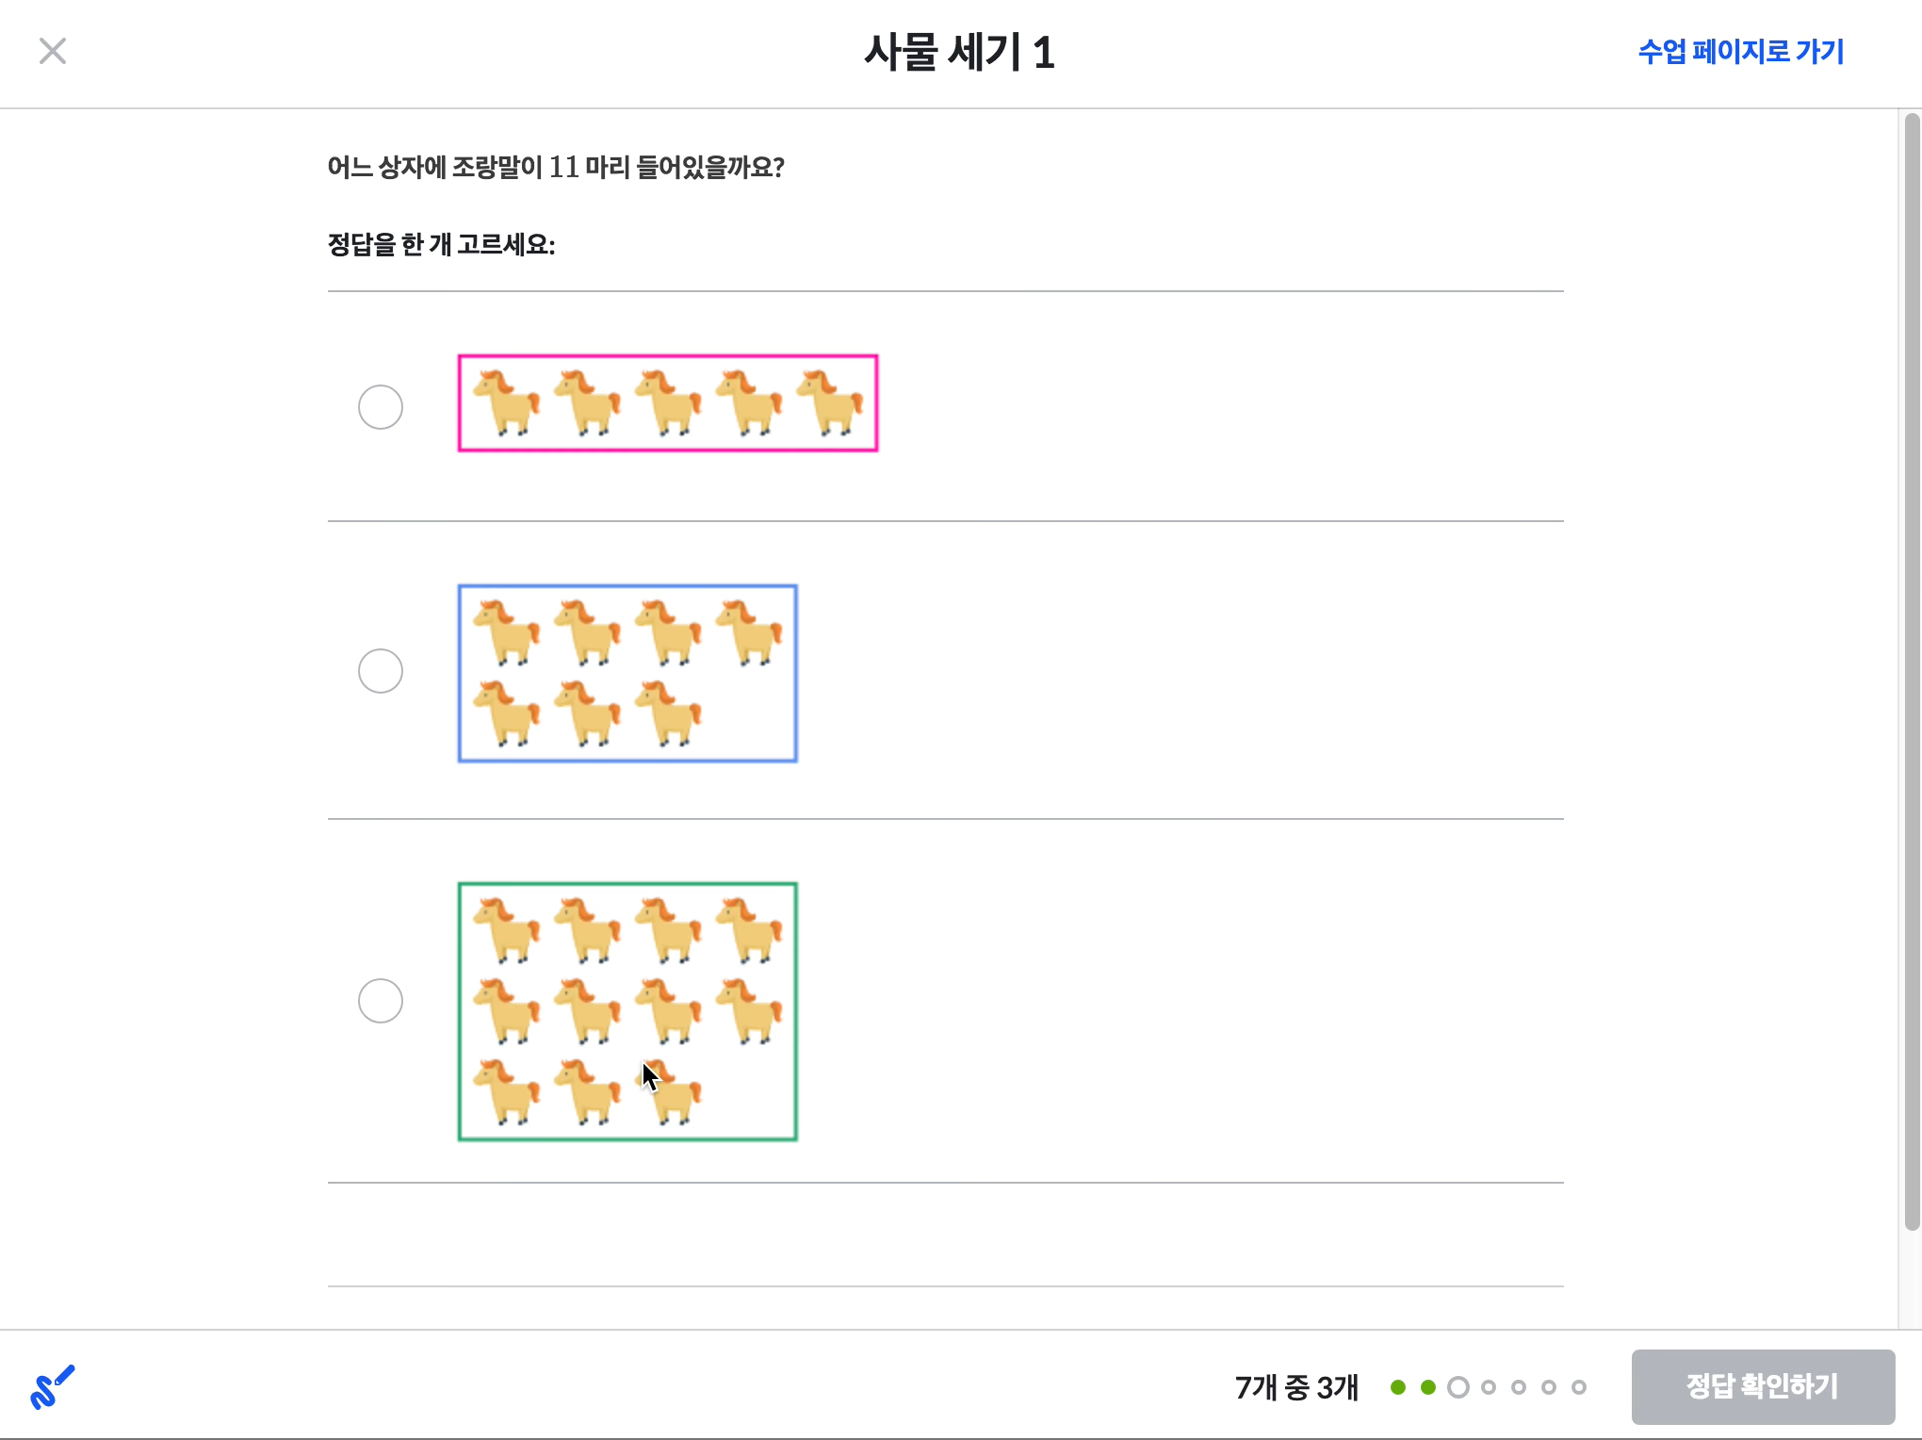 사물 세기 1
수업 페이지로 가기
어느 상자에 조랑말이 11 마리 들어있을까요?
정답을 한 개 고르세요:
7개 중 3개
정답 확인하기